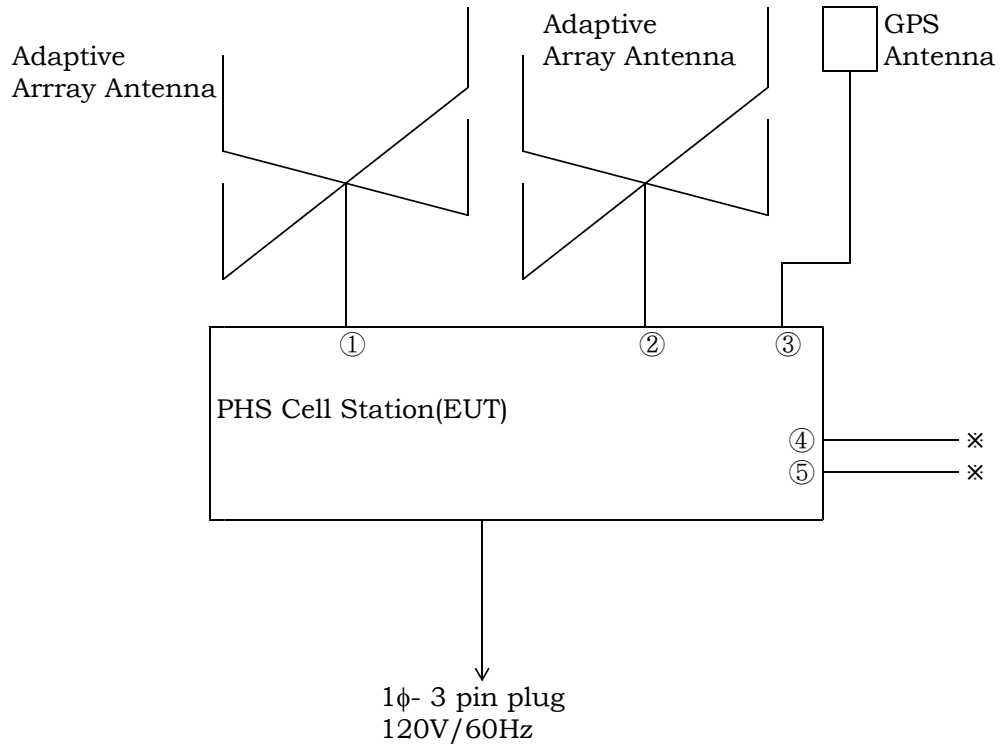 Adaptive
Arrray Antenna
Adaptive
Array Antenna
GPS
Antenna
① ② ③
PHS Cell Station(EUT)
④ ※
⑤ ※
1ϕ- 3 pin plug
120V/60Hz